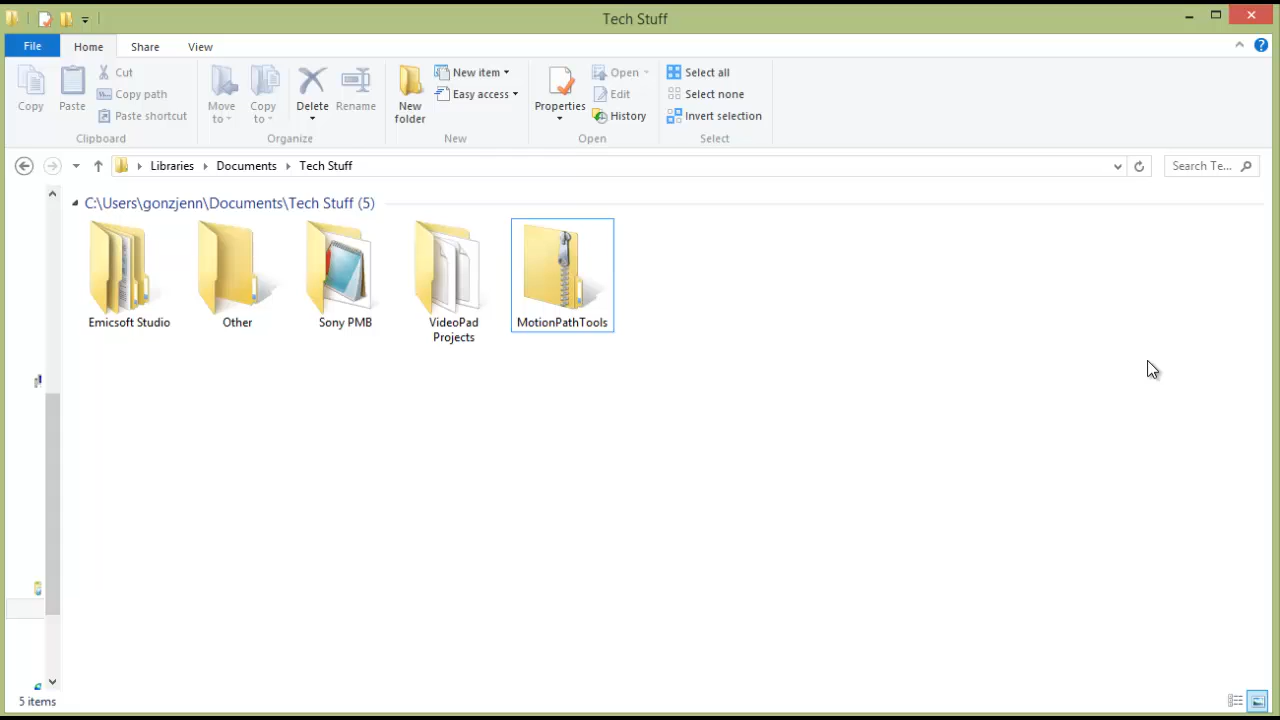 Tech Stuff
File Home Share View
Copy
Paste
Cut
Copy path
Paste shortcut
Clipboard
Move to
Copy to
Delete
Rename
Organize
New folder
New item
Easy access
New
Properties
Open
Edit
History
Open
Select all
Select none
Invert selection
Select
Libraries Documents Tech Stuff
Search Te...
C:\Users\gonzjenn\Documents\Tech Stuff (5)
Emicsoft Studio
Other
Sony PMB
VideoPad
Projects
MotionPathTools
5 items